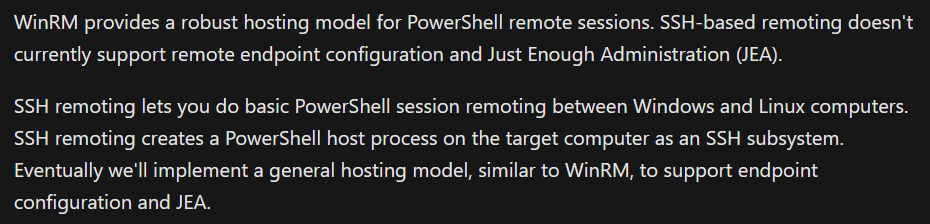 WinRM provides a robust hosting model for PowerShell remote sessions. SSH-based remoting doesn't
currently support remote endpoint configuration and Just Enough Administration (JEA).
SSH remoting lets you do basic PowerShell session remoting between Windows and Linux computers.
SSH remoting creates a PowerShell host process on the target computer as an SSH subsystem.
Eventually we'll implement a general hosting model, similar to WinRM, to support endpoint
configuration and JEA.